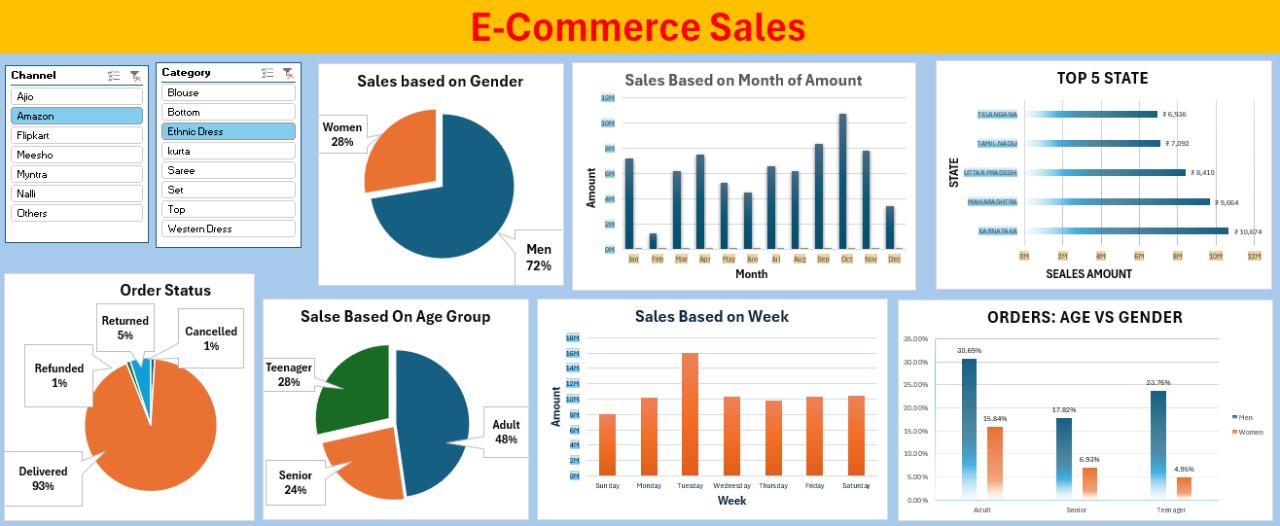 E-Commerce Sales
Channel
Ajio
Amazon
Flipkart
Meesho
Myntra
Nalli
Others
Category
Blouse
Bottom
Ethnic Dress
kurta
Saree
Set
Top
Western Dress
Sales based on Gender
Women
28%
Men
72%
Sales Based on Month of Amount
Amount
12M
10M
8M
6M
4M
2M
0M
Jan Feb Mar Apr May Jun Jul Aug Sep Oct Nov Dec
Month
TOP 5 STATE
STATE
TELANGANA ₹ 6,936
TAMIL NADU ₹ 7,092
UTTAR PRADESH ₹ 8,410
MAHARASHTRA ₹ 9,664
KARNATAKA ₹ 10,674
0M 2M 4M 6M 8M 10M 12M
SEALES AMOUNT
Order Status
Returned
5%
Cancelled
1%
Refunded
1%
Delivered
93%
Salse Based On Age Group
Teenager
28%
Adult
48%
Senior
24%
Sales Based on Week
Amount
18M
16M
14M
12M
10M
8M
6M
4M
2M
0M
Sunday Monday Tuesday Wednesday Thursday Friday Saturday
Week
ORDERS: AGE VS GENDER
35.00%
30.00%
25.00%
20.00%
15.00%
10.00%
5.00%
0.00%
30.69%
15.84%
17.82%
6.93%
23.76%
4.95%
Adult Senior Teenager
Men
Women